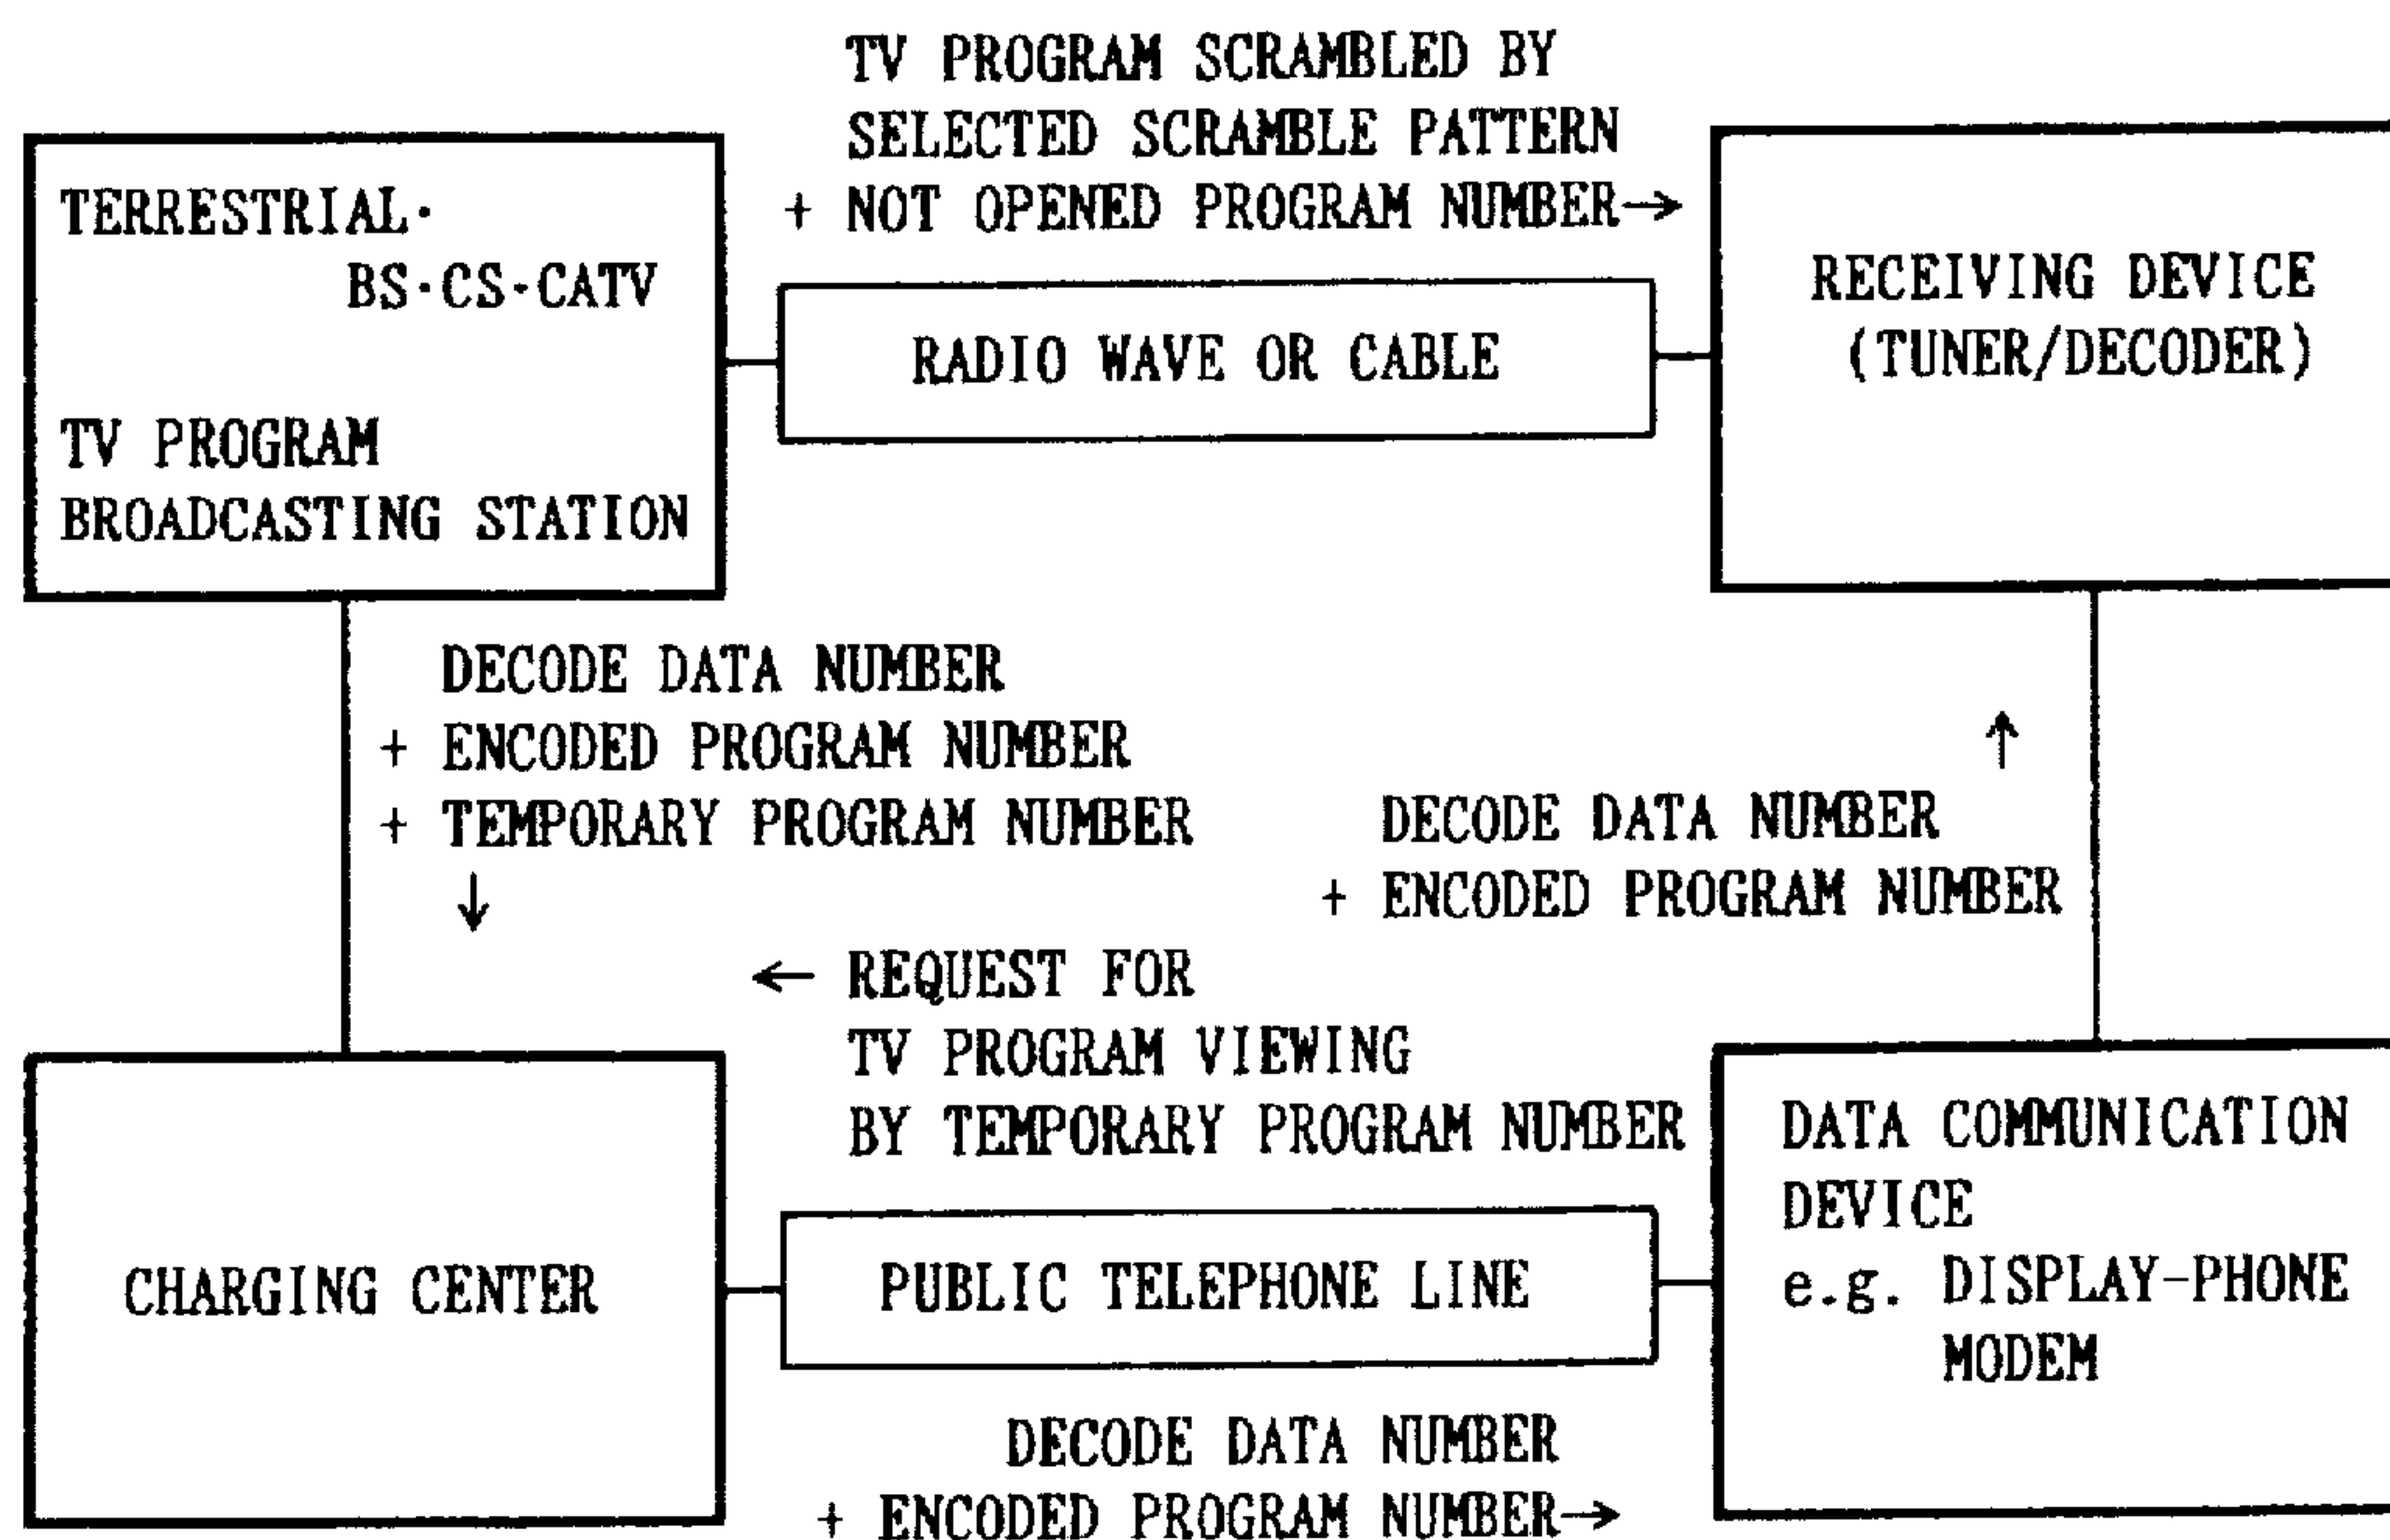 TV PROGRAM SCRAMBLED BY
SELECTED SCRAMBLE PATTERN
+ NOT OPENED PROGRAM NUMBER→
TERRESTRIAL·
BS·CS·CATV
TV PROGRAM
BROADCASTING STATION
RADIO WAVE OR CABLE
RECEIVING DEVICE
(TUNER/DECODER)
DECODE DATA NUMBER
+ ENCODED PROGRAM NUMBER
+ TEMPORARY PROGRAM NUMBER
↓
↑
DECODE DATA NUMBER
+ ENCODED PROGRAM NUMBER
← REQUEST FOR
TV PROGRAM VIEWING
BY TEMPORARY PROGRAM NUMBER
CHARGING CENTER
PUBLIC TELEPHONE LINE
DATA COMMUNICATION
DEVICE
e.g. DISPLAY-PHONE
MODEM
DECODE DATA NUMBER
+ ENCODED PROGRAM NUMBER→